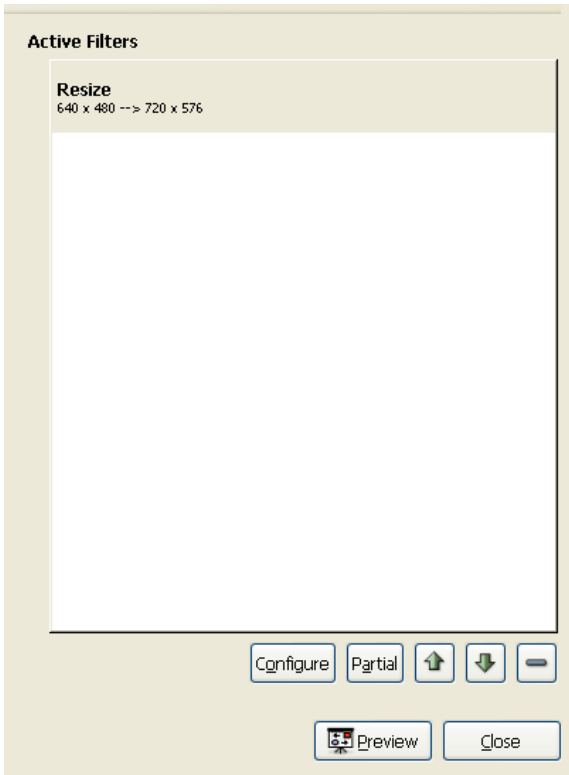 Active Filters
Resize
640 x 480 --> 720 x 576
Configure Partial
Preview Close